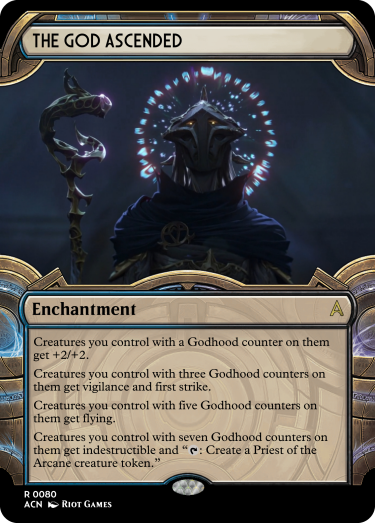 THE GOD ASCENDED
Enchantment
Creatures you control with a Godhood counter on them
get +2/+2.
Creatures you control with three Godhood counters on
them get vigilance and first strike.
Creatures you control with five Godhood counters on
them get flying.
Creatures you control with seven Godhood counters on
them get indestructible and “: Create a Priest of the
Arcane creature token.”
R 0080
ACN Riot Games